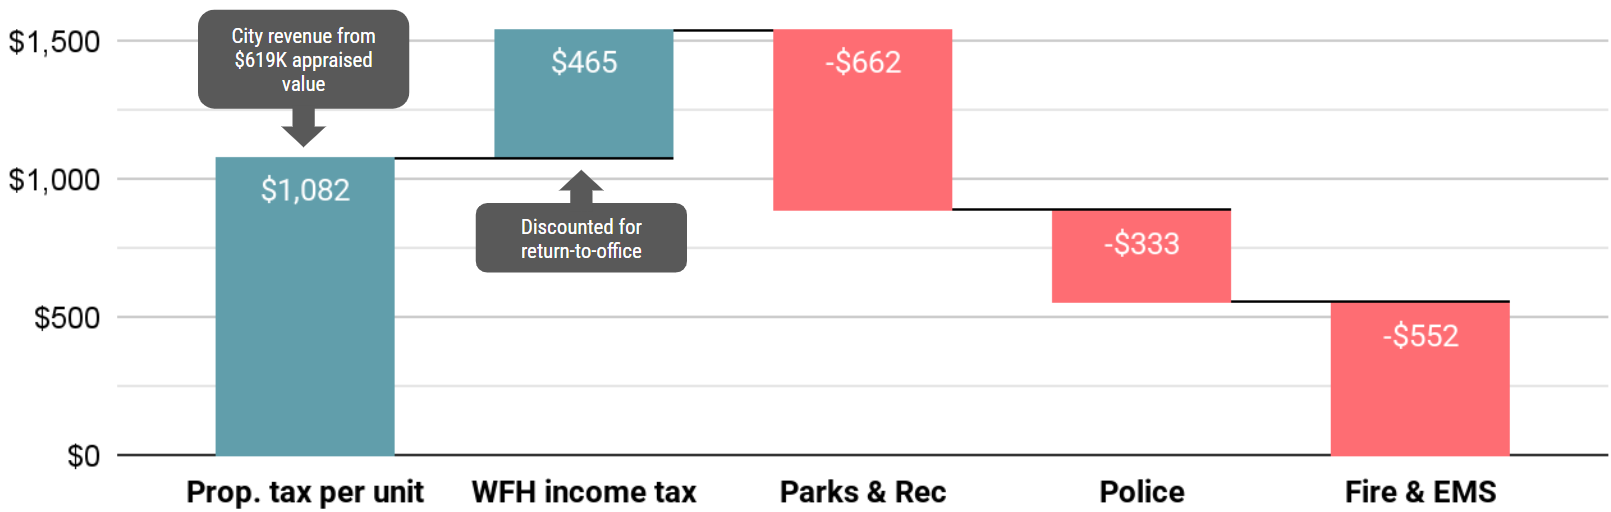 $1,500
$1,000
$500
$0
City revenue from
$619K appraised
value
$1,082
$465
Discounted for
return-to-office
-$662
-$333
-$552
Prop. tax per unit
WFH income tax
Parks & Rec
Police
Fire & EMS